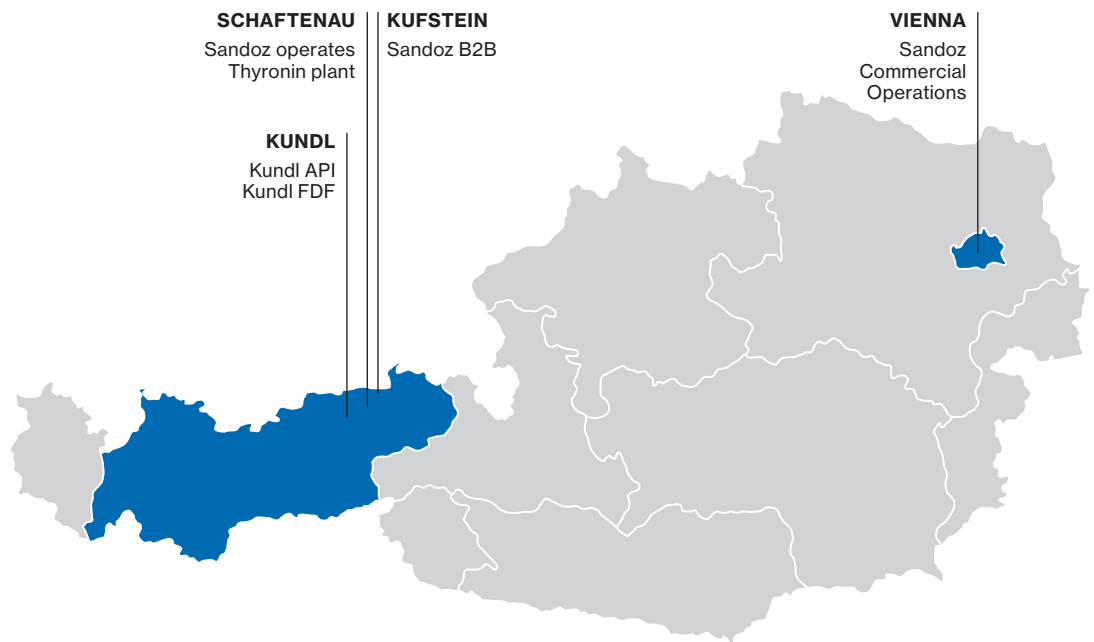 SCHAFTENAU
Sandoz operates
Thyronin plant
KUFSTEIN
Sandoz B2B
VIENNA
Sandoz
Commercial
Operations
KUNDL
Kundl API
Kundl FDF